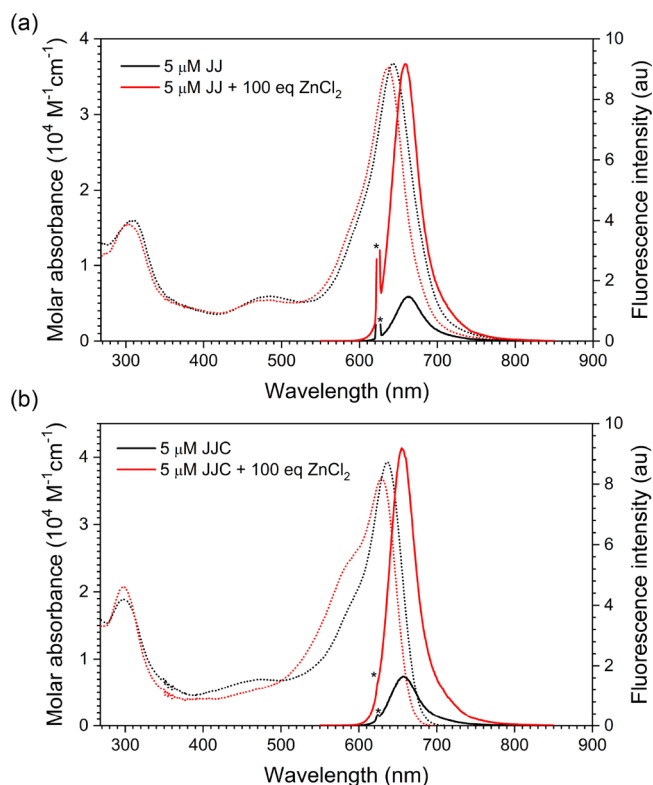 (a)
5 μM JJ
5 μM JJ + 100 eq ZnCl₂
Molar absorbance (10⁴ M⁻¹cm⁻¹)
Fluorescence intensity (au)
4
3
2
1
0
10
8
6
4
2
0
*
*
300 400 500 600 700 800 900
Wavelength (nm)
(b)
5 μM JJC
5 μM JJC + 100 eq ZnCl₂
Molar absorbance (10⁴ M⁻¹cm⁻¹)
Fluorescence intensity (au)
4
3
2
1
0
10
8
6
4
2
0
*
*
300 400 500 600 700 800 900
Wavelength (nm)